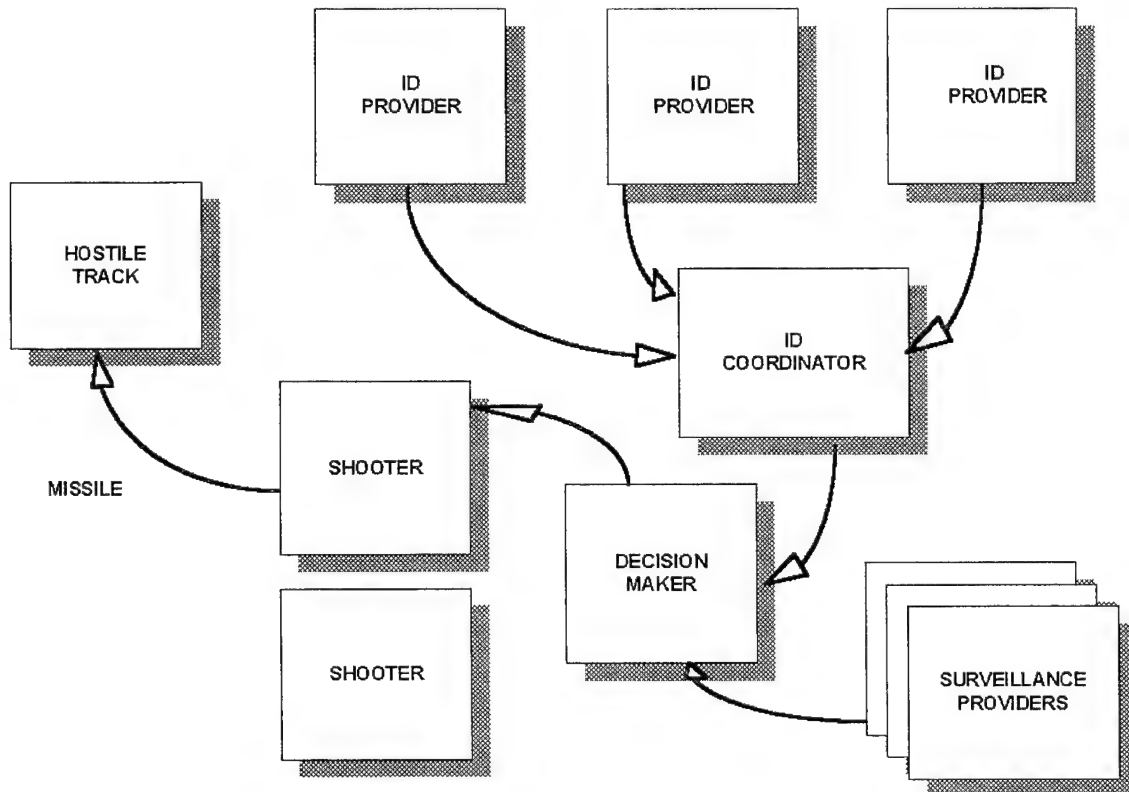 ID
PROVIDER
ID
PROVIDER
ID
PROVIDER
HOSTILE
TRACK
ID
COORDINATOR
SHOOTER
MISSILE
DECISION
MAKER
SHOOTER
SURVEILLANCE
PROVIDERS